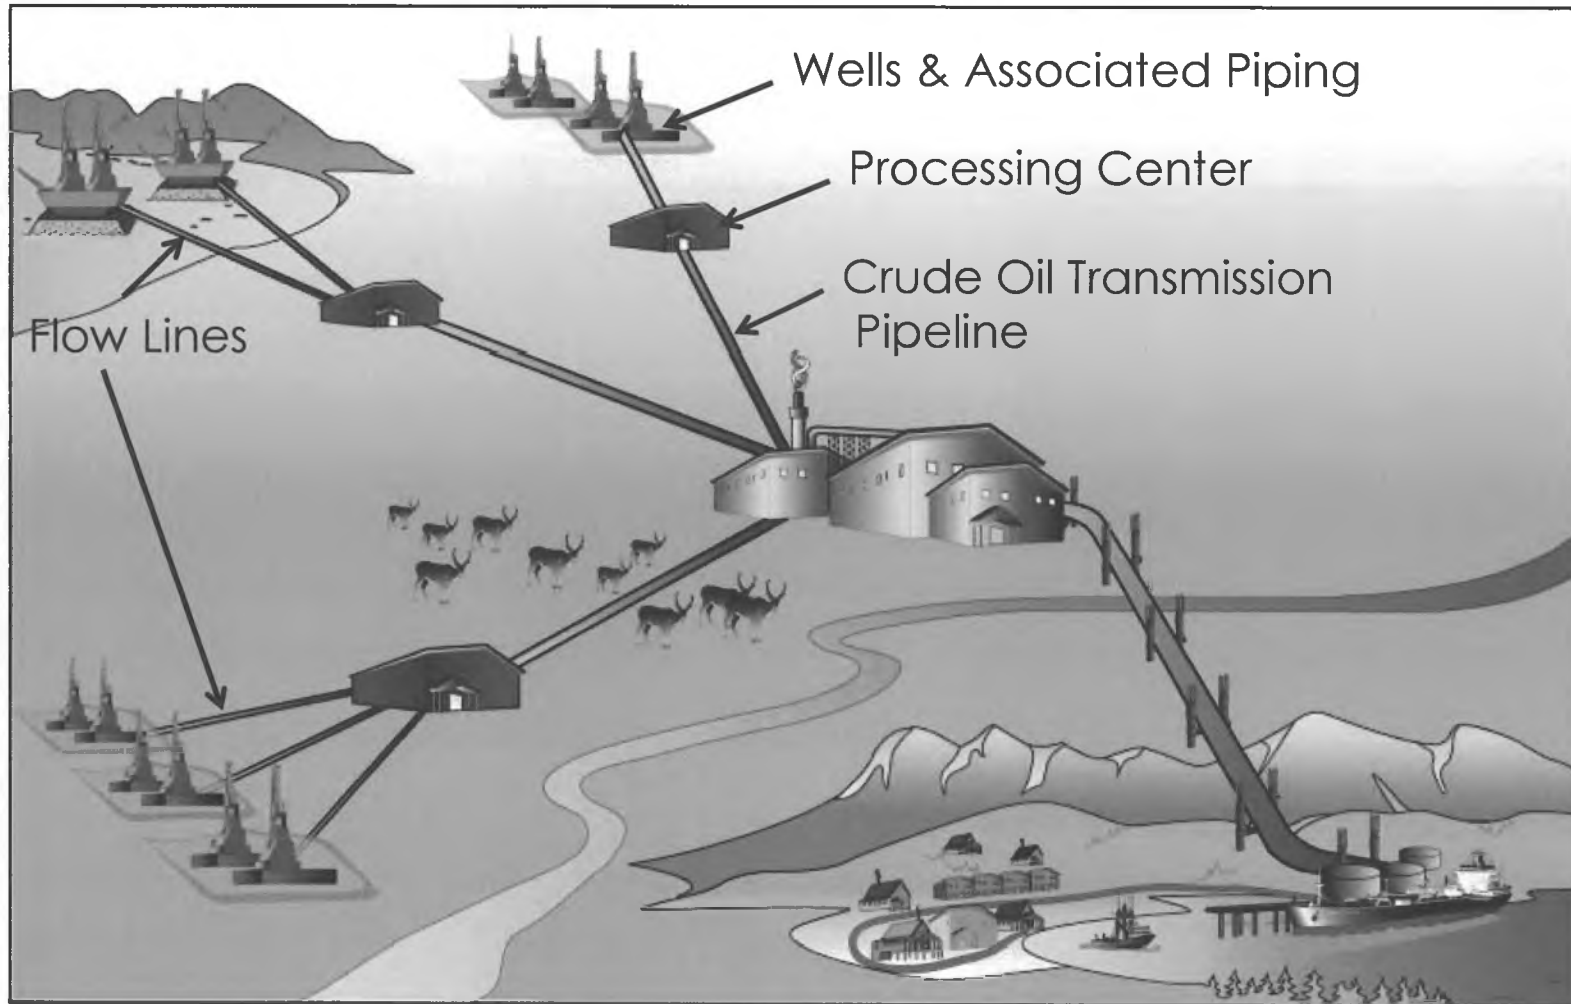 Wells & Associated Piping
Processing Center
Crude Oil Transmission
Pipeline
Flow Lines